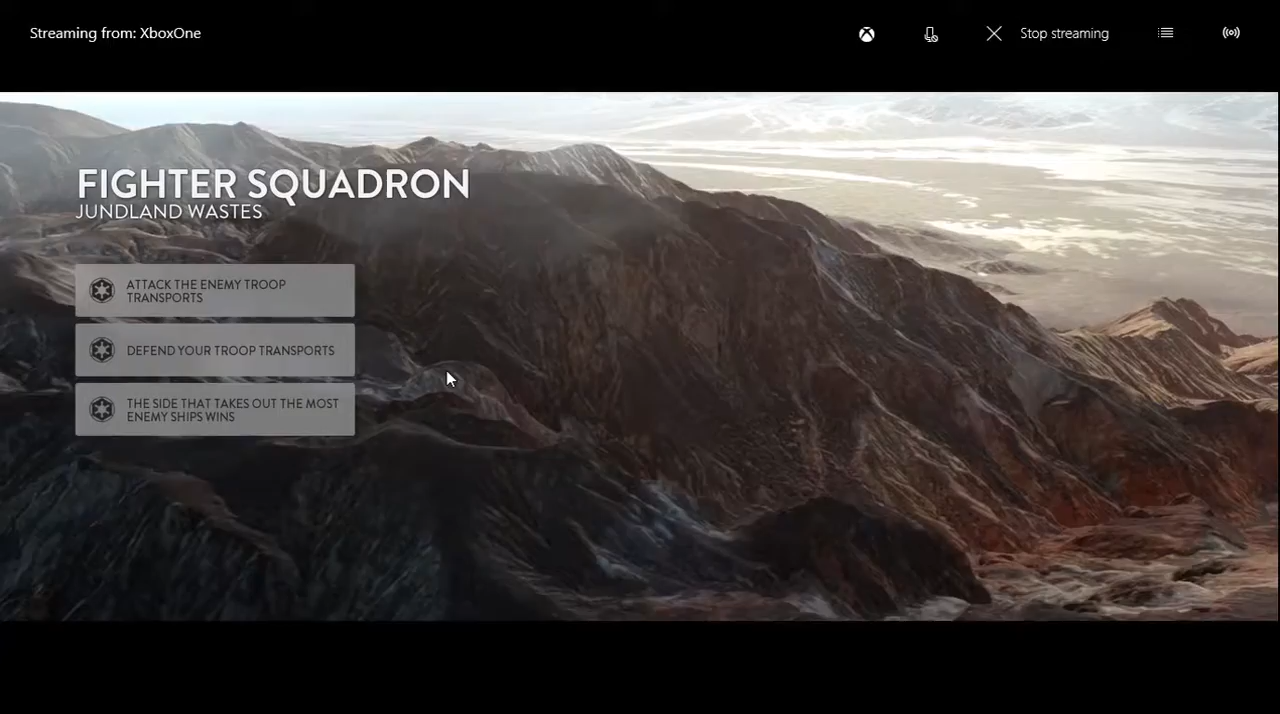 Streaming from: XboxOne
Stop streaming
FIGHTER SQUADRON
JUNDLAND WASTES
ATTACK THE ENEMY TROOP
TRANSPORTS
DEFEND YOUR TROOP TRANSPORTS
THE SIDE THAT TAKES OUT THE MOST
ENEMY SHIPS WINS